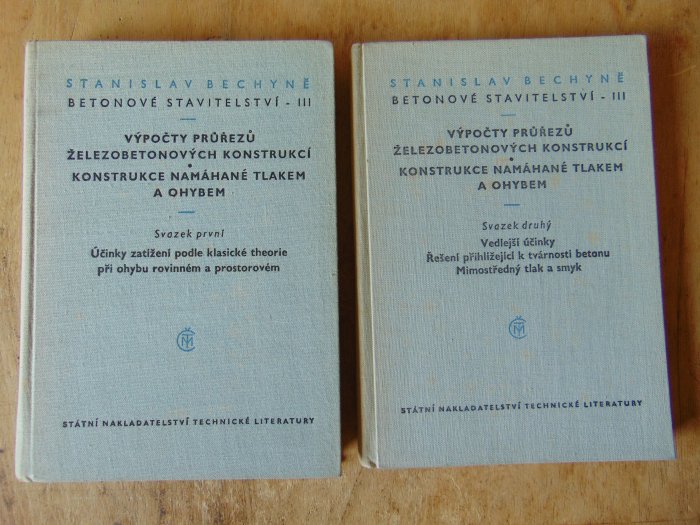 STANISLAV BECHYNĚ
BETONOVÉ STAVITELSTVÍ - III
VÝPOČTY PRŮŘEZŮ
ŽELEZOBETONOVÝCH KONSTRUKCÍ
•
KONSTRUKCE NAMÁHANÉ TLAKEM
A OHYBEM
Svazek první
Účinky zatížení podle klasické theorie
při ohybu rovinném a prostorovém
STÁTNÍ NAKLADATELSTVÍ TECHNICKÉ LITERATURY
STANISLAV BECHYNĚ
BETONOVÉ STAVITELSTVÍ - III
VÝPOČTY PRŮŘEZŮ
ŽELEZOBETONOVÝCH KONSTRUKCÍ
•
KONSTRUKCE NAMÁHANÉ TLAKEM
A OHYBEM
Svazek druhý
Vedlejší účinky
Řešení přihlížející k tvárnosti betonu
Mimostředný tlak a smyk
STÁTNÍ NAKLADATELSTVÍ TECHNICKÉ LITERATURY